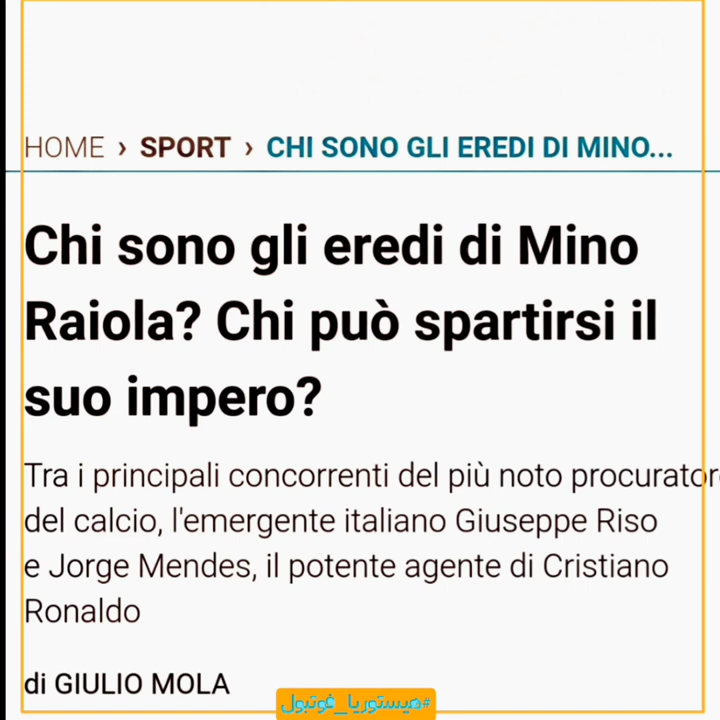 HOME › SPORT › CHI SONO GLI EREDI DI MINO...
Chi sono gli eredi di Mino
Raiola? Chi può spartirsi il
suo impero?
Tra i principali concorrenti del più noto procurator
del calcio, l'emergente italiano Giuseppe Riso
e Jorge Mendes, il potente agente di Cristiano
Ronaldo
di GIULIO MOLA
#هیستوریا_فوتبول